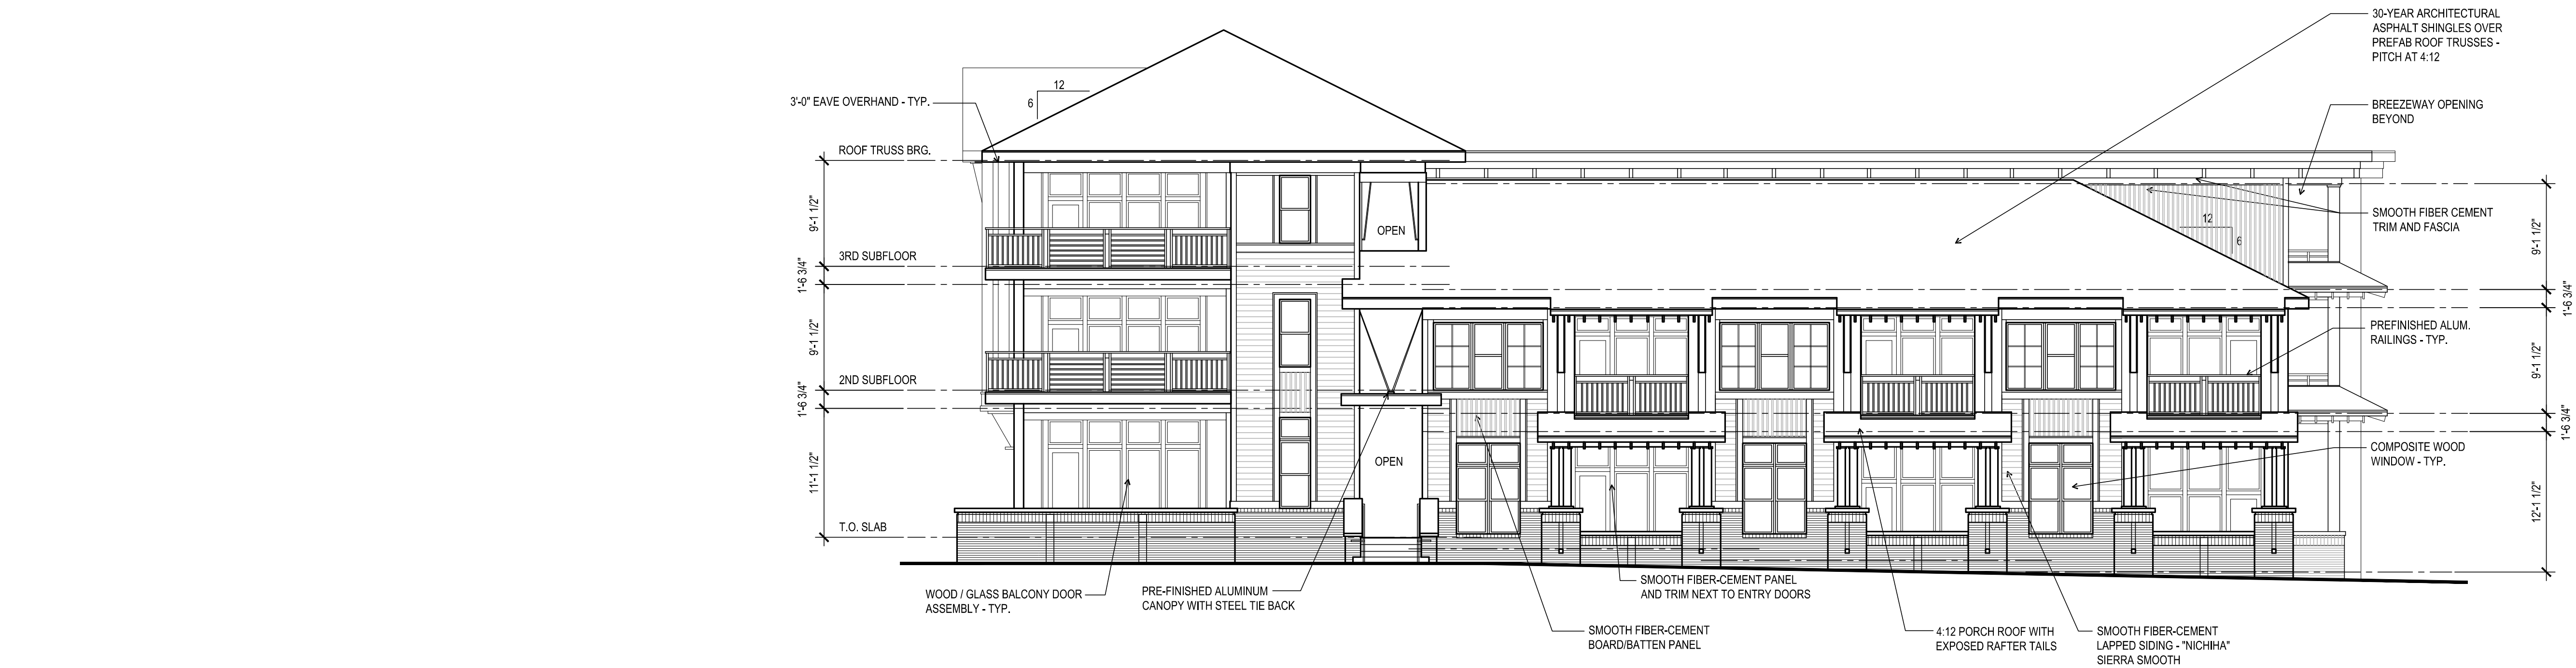 30-YEAR ARCHITECTURAL
ASPHALT SHINGLES OVER
PREFAB ROOF TRUSSES -
PITCH AT 4:12
12
6
3'-0" EAVE OVERHAND - TYP.
BREEZEWAY OPENING
BEYOND
ROOF TRUSS BRG.
9'-1 1/2"
OPEN
12
6
SMOOTH FIBER CEMENT
TRIM AND FASCIA
9'-1 1/2"
3RD SUBFLOOR
1'-6 3/4"
1'-6 3/4"
9'-1 1/2"
PREFINISHED ALUM.
RAILINGS - TYP.
9'-1 1/2"
2ND SUBFLOOR
1'-6 3/4"
1'-6 3/4"
OPEN
COMPOSITE WOOD
WINDOW - TYP.
11'-1 1/2"
12'-1 1/2"
T.O. SLAB
WOOD / GLASS BALCONY DOOR
ASSEMBLY - TYP.
PRE-FINISHED ALUMINUM
CANOPY WITH STEEL TIE BACK
SMOOTH FIBER-CEMENT PANEL
AND TRIM NEXT TO ENTRY DOORS
SMOOTH FIBER-CEMENT
BOARD/BATTEN PANEL
4:12 PORCH ROOF WITH
EXPOSED RAFTER TAILS
SMOOTH FIBER-CEMENT
LAPPED SIDING - "NICHIHA"
SIERRA SMOOTH